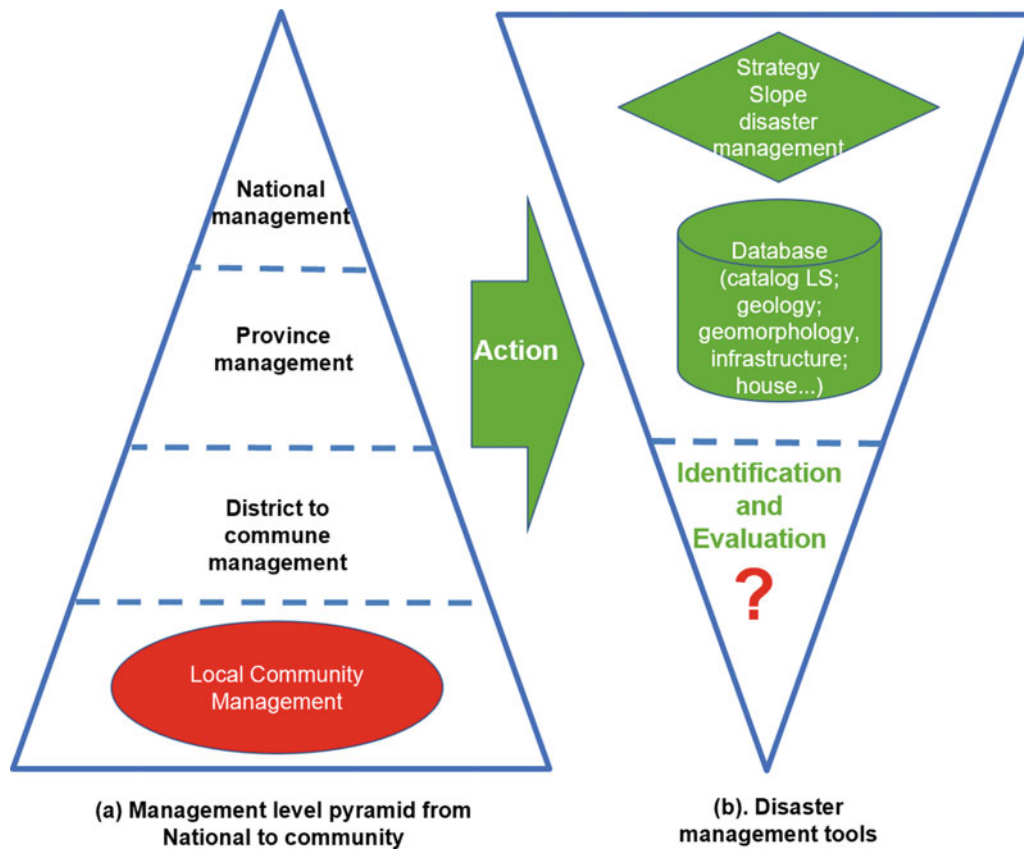 National
management
Province
management
District to
commune
management
Local Community
Management
(a) Management level pyramid from
National to community
Action
Strategy
Slope
disaster
management
Database
(catalog LS;
geology;
geomorphology,
infrastructure;
house...)
Identification
and
Evaluation
?
(b). Disaster
management tools